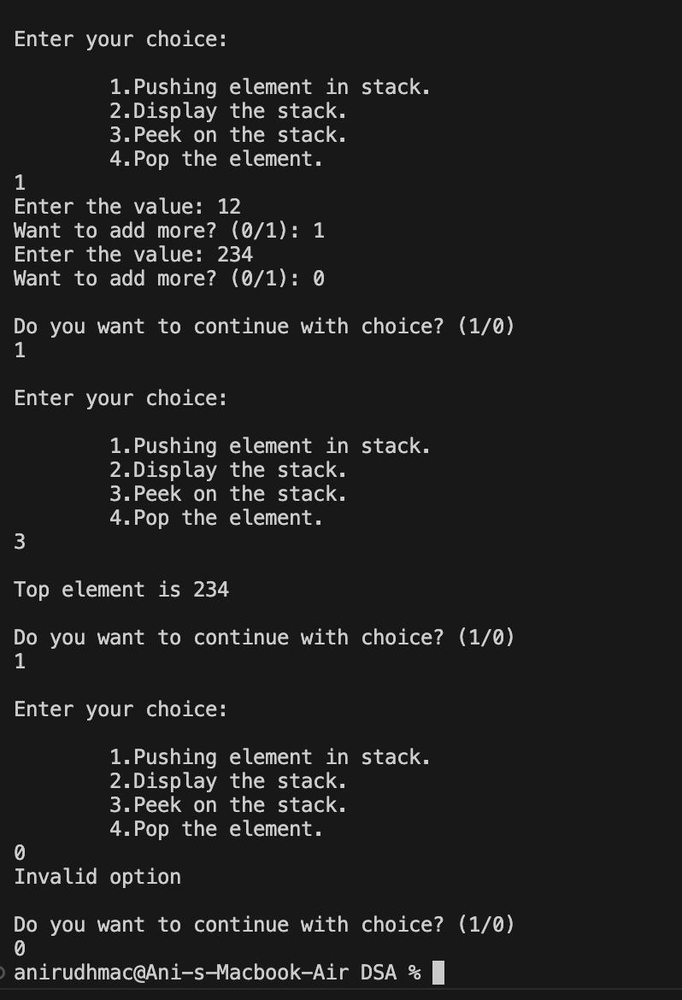 Enter your choice:
1.Pushing element in stack.
2.Display the stack.
3.Peek on the stack.
4.Pop the element.
1
Enter the value: 12
Want to add more? (0/1): 1
Enter the value: 234
Want to add more? (0/1): 0
Do you want to continue with choice? (1/0)
1
Enter your choice:
1.Pushing element in stack.
2.Display the stack.
3.Peek on the stack.
4.Pop the element.
3
Top element is 234
Do you want to continue with choice? (1/0)
1
Enter your choice:
1.Pushing element in stack.
2.Display the stack.
3.Peek on the stack.
4.Pop the element.
0
Invalid option
Do you want to continue with choice? (1/0)
0
anirudhmac@Ani-s-Macbook-Air DSA %